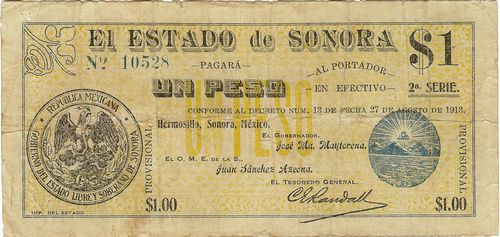 El ESTADO de SONORA $1
Nº 10528 PAGARÁ AL PORTADOR
UN PESO EN EFECTIVO 2ª SERIE.
CONFORME AL DECRETO NUM. 13 DE FECHA 27 DE AGOSTO DE 1913.
Hermosillo, Sonora, México.
EL GOBERNADOR,
José Ma. Maytorena.
El O. M. E. DE LA S.,
Juan Sánchez Azcona.
EL TESORERO GENERAL.
REPUBLICA MEXICANA
GOBIERNO DEL ESTADO LIBRE Y SOBERANO DE SONORA
PROVISIONAL
UN PESO
PROVISIONAL
$1.00
$1.00
IMP. DEL ESTADO